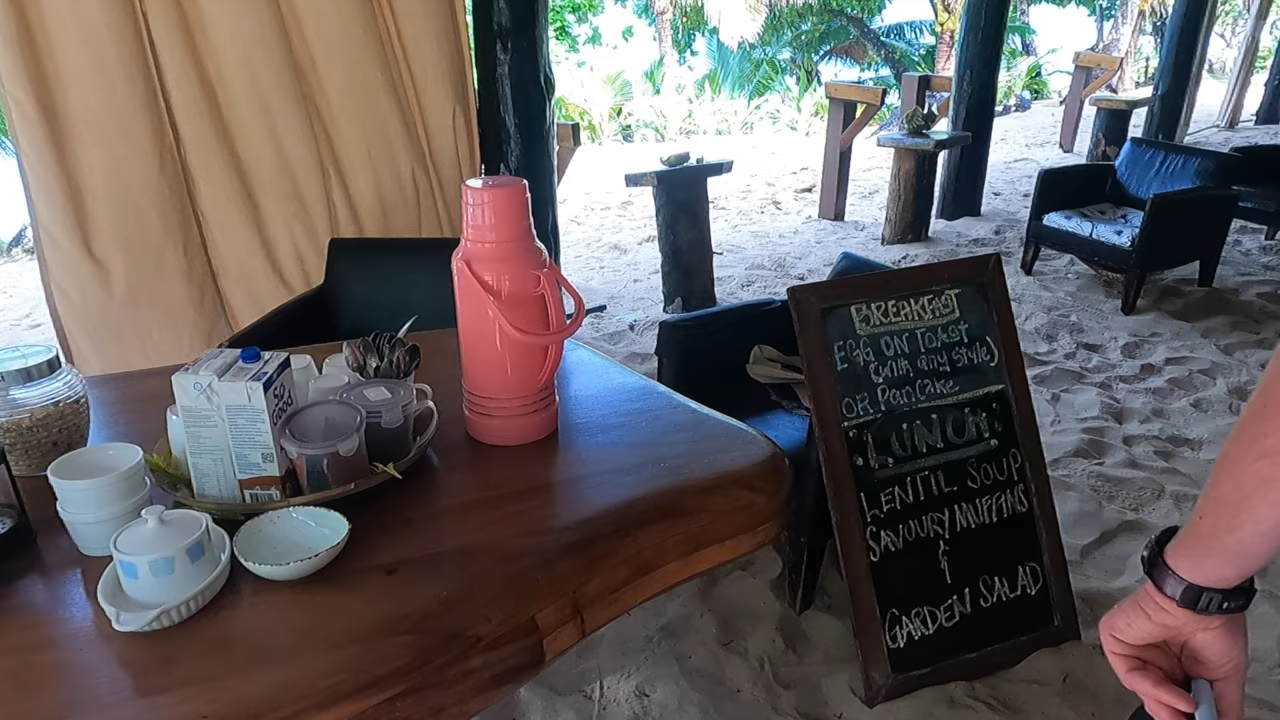 SO
Good
BREAKFAST
EGG ON TOAST
(with any style)
OR PanCake
LUNCH
LENTIL SOUP
SAVOURY MUFFINS
&
GARDEN SALAD